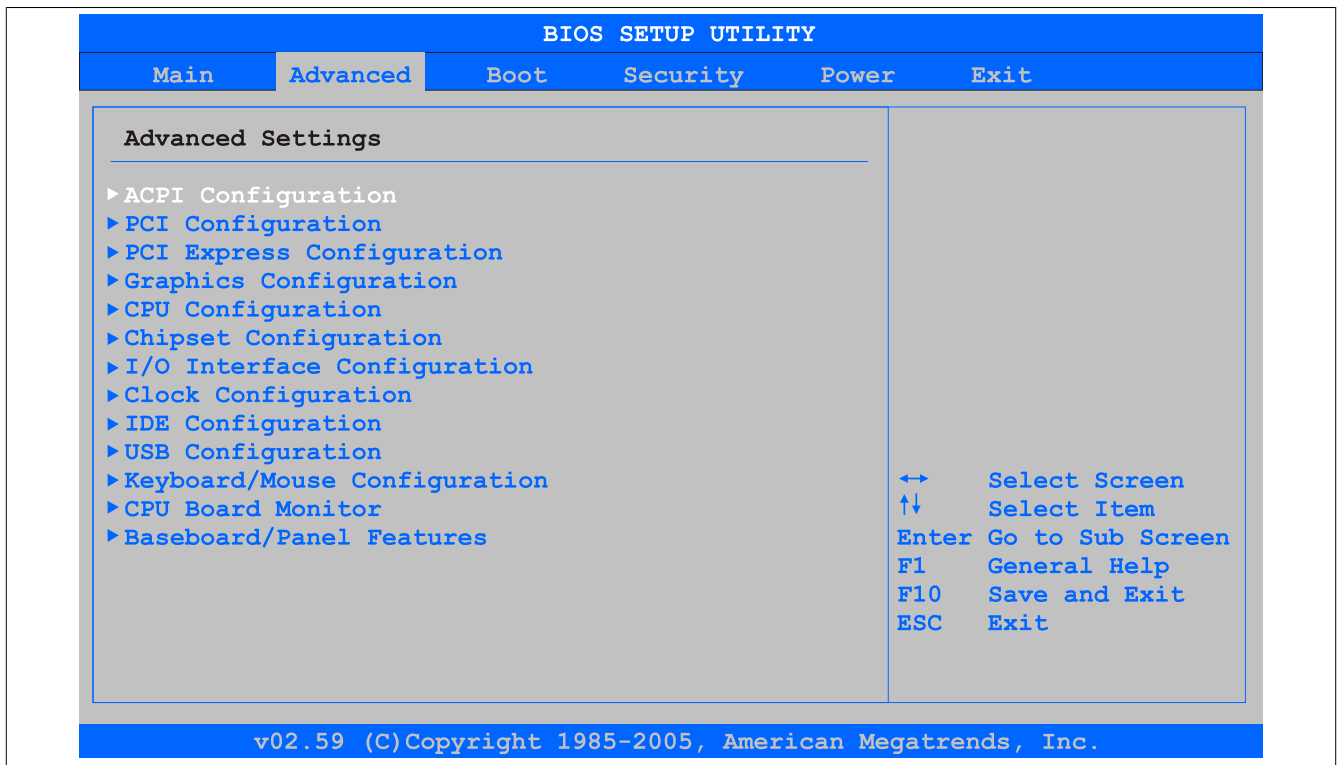 BIOS SETUP UTILITY
Main Advanced Boot Security Power Exit
Advanced Settings
ACPI Configuration
PCI Configuration
PCI Express Configuration
Graphics Configuration
CPU Configuration
Chipset Configuration
I/O Interface Configuration
Clock Configuration
IDE Configuration
USB Configuration
Keyboard/Mouse Configuration
CPU Board Monitor
Baseboard/Panel Features
↔ Select Screen
↑↓ Select Item
Enter Go to Sub Screen
F1 General Help
F10 Save and Exit
ESC Exit
v02.59 (C)Copyright 1985-2005, American Megatrends, Inc.